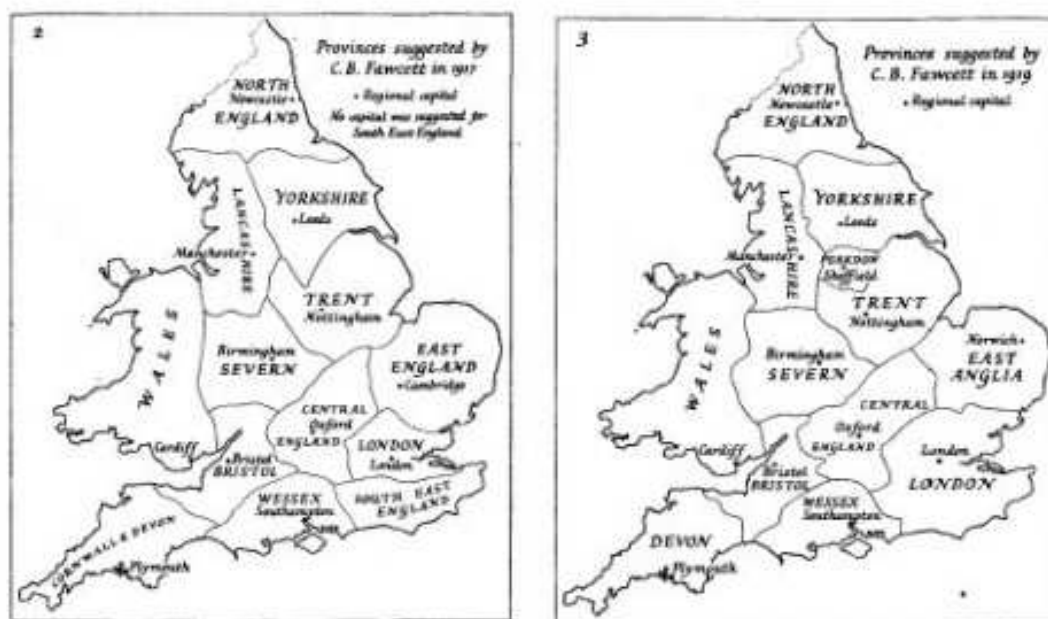 2
Provinces suggested by
C. B. Fawcett in 1917
• Regional capital
No capital was suggested for
South East England
NORTH
Newcastle
ENGLAND
LANCASHIRE
YORKSHIRE
Leeds
Manchester
TRENT
Nottingham
WALES
Birmingham
SEVERN
EAST
ENGLAND
Cambridge
CENTRAL
Oxford
ENGLAND
LONDON
London
Cardiff
Bristol
BRISTOL
SOUTH EAST
ENGLAND
WESSEX
Southampton
CORNWALL & DEVON
Plymouth
3
Provinces suggested by
C. B. Fawcett in 1919
• Regional capital
NORTH
Newcastle
ENGLAND
LANCASHIRE
YORKSHIRE
Leeds
Manchester
Sheffield
TRENT
Nottingham
WALES
Birmingham
SEVERN
Norwich
EAST
ANGLIA
CENTRAL
Oxford
ENGLAND
London
LONDON
Cardiff
Bristol
BRISTOL
WESSEX
Southampton
DEVON
Plymouth